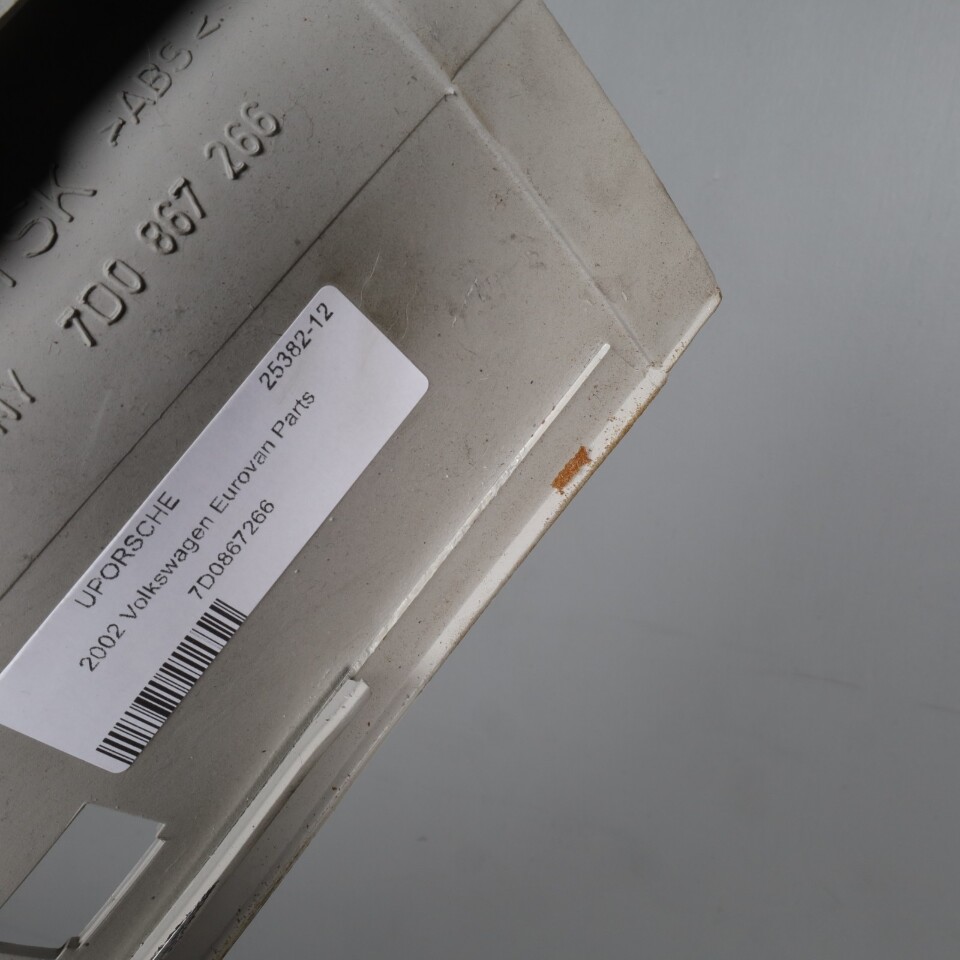 >ABS<
7D0 867 266
25382-12
UPORSCHE
2002 Volkswagen Eurovan Parts
7D0867266